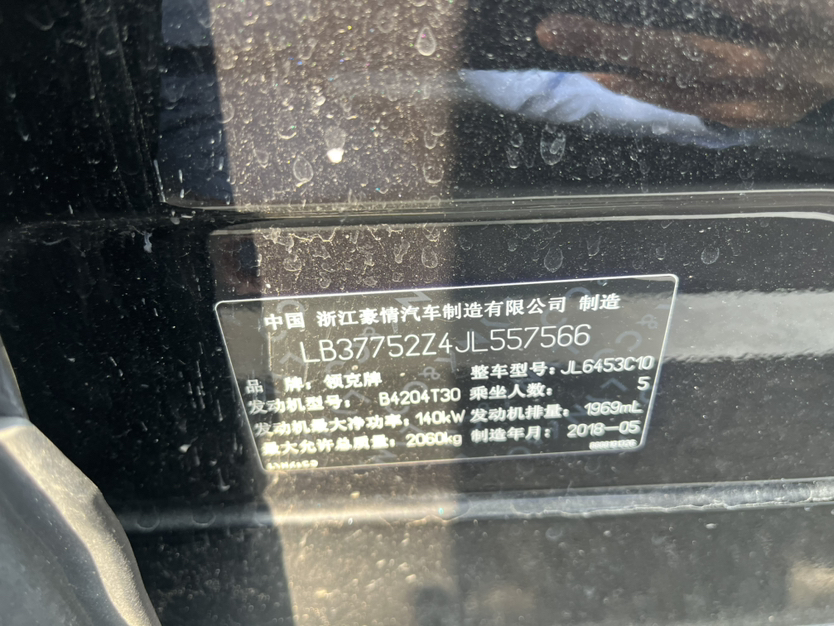 中国 浙江豪情汽车制造有限公司 制造
LB37752Z4JL557566
品 牌：领克牌 整车型号：JL6453C10
发动机型号： B4204T30 乘坐人数： 5
发动机最大净功率：140kW 发动机排量： 1969mL
最大允许总质量：2060kg 制造年月： 2018-05